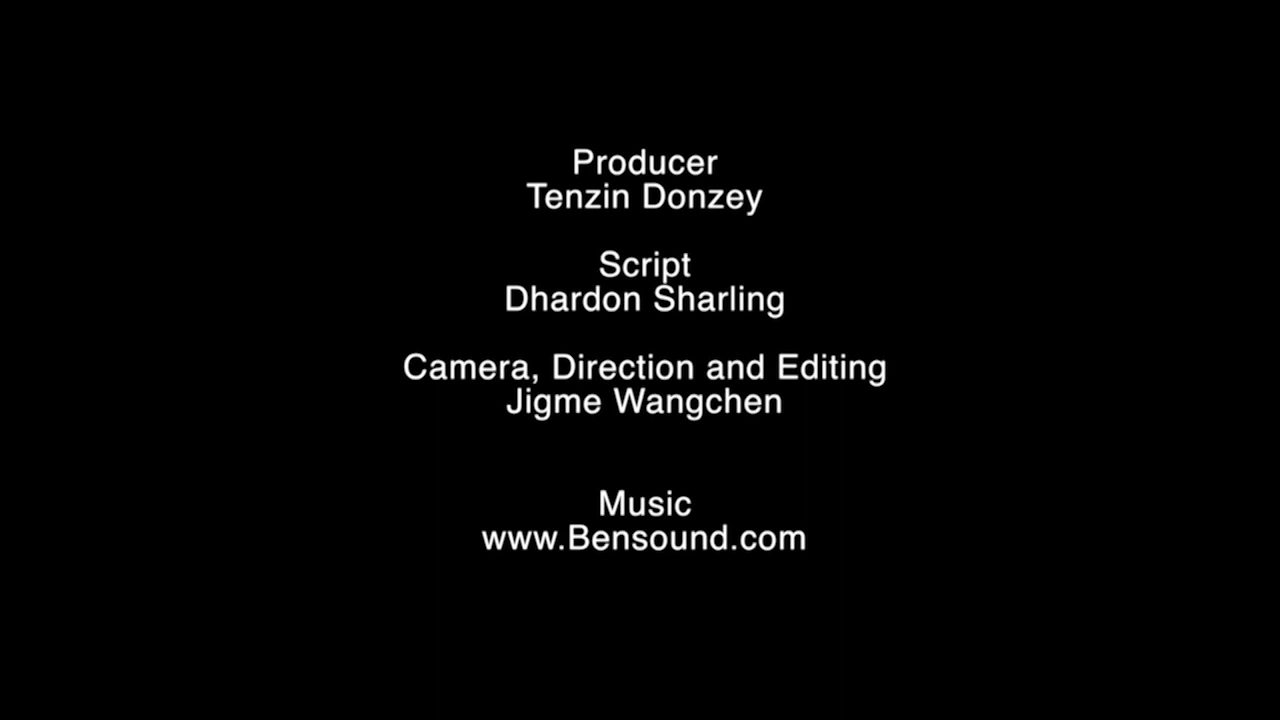 Producer
Tenzin Donzey
Script
Dhardon Sharling
Camera, Direction and Editing
Jigme Wangchen
Music
www.Bensound.com